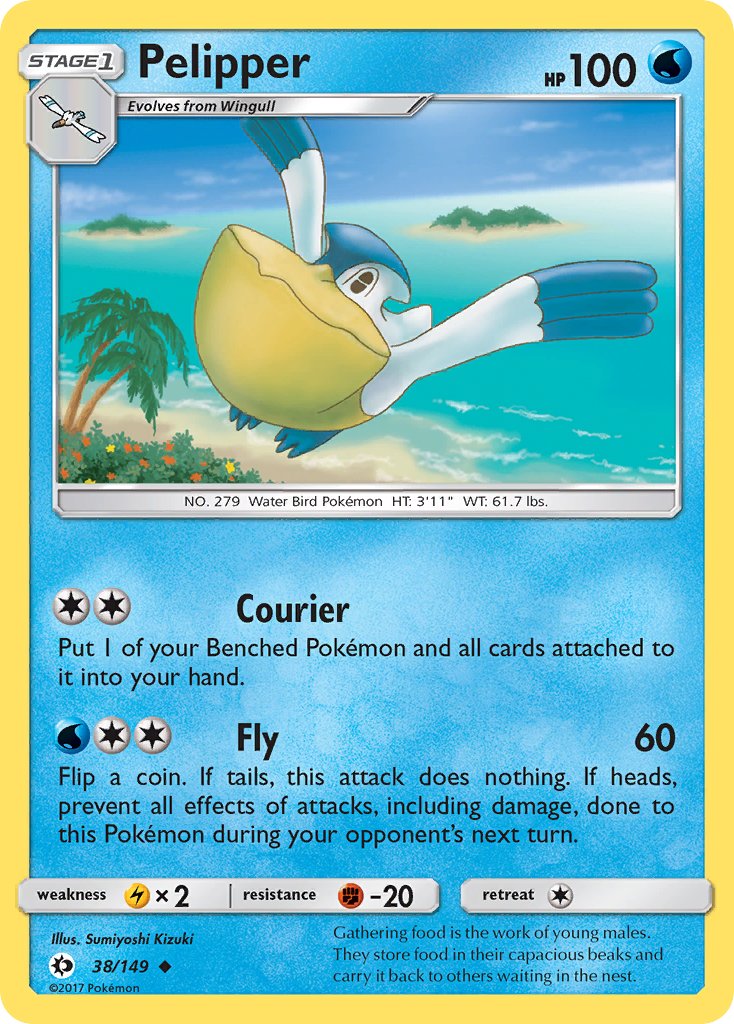 STAGE1
Pelipper
HP100
Evolves from Wingull
NO. 279 Water Bird Pokémon HT: 3'11" WT: 61.7 lbs.
Courier
Put 1 of your Benched Pokémon and all cards attached to
it into your hand.
Fly 60
Flip a coin. If tails, this attack does nothing. If heads,
prevent all effects of attacks, including damage, done to
this Pokémon during your opponent's next turn.
weakness ×2 resistance -20 retreat
Illus. Sumiyoshi Kizuki
38/149
©2017 Pokémon
Gathering food is the work of young males.
They store food in their capacious beaks and
carry it back to others waiting in the nest.